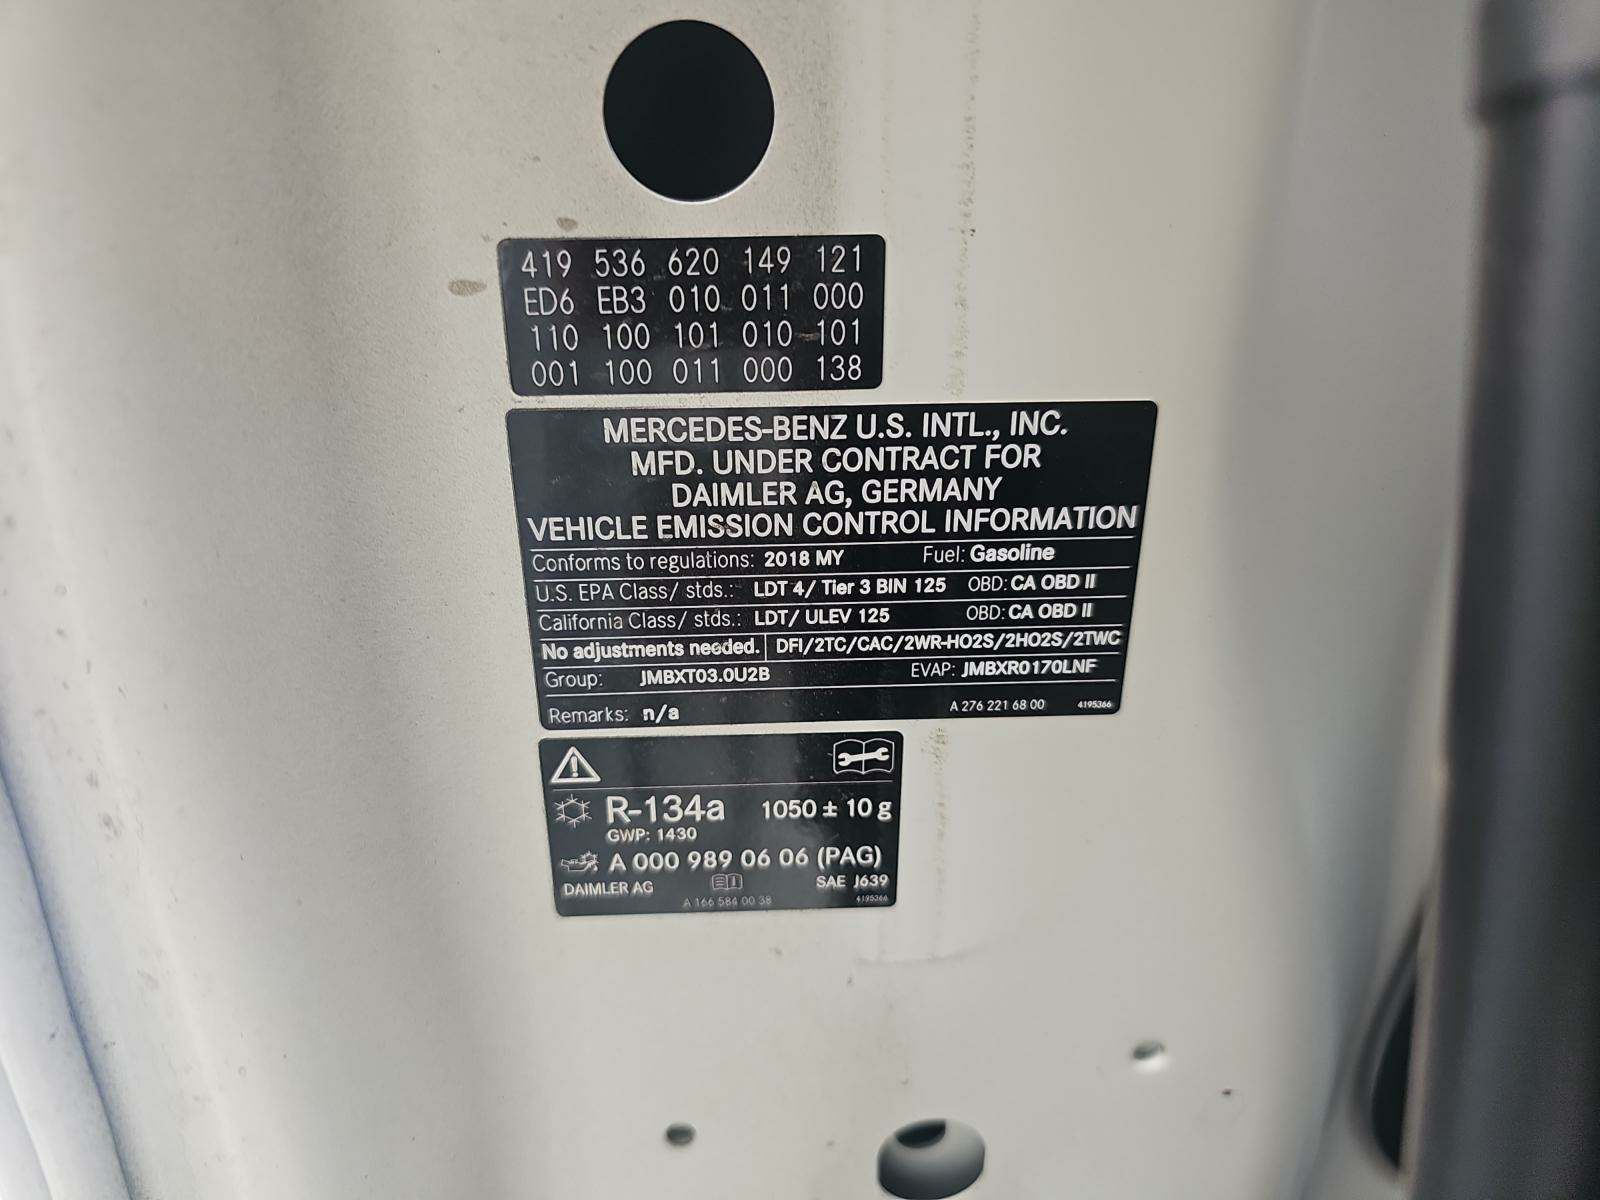 419 536 620 149 121
ED6 EB3 010 011 000
110 100 101 010 101
001 100 011 000 138
MERCEDES-BENZ U.S. INTL., INC.
MFD. UNDER CONTRACT FOR
DAIMLER AG, GERMANY
VEHICLE EMISSION CONTROL INFORMATION
Conforms to regulations: 2018 MY Fuel: Gasoline
U.S. EPA Class/ stds.: LDT 4/ Tier 3 BIN 125 OBD: CA OBD II
California Class/ stds.: LDT/ ULEV 125 OBD: CA OBD II
No adjustments needed. DFI/2TC/CAC/2WR-HO2S/2HO2S/2TWC
Group: JMBXT03.0U2B EVAP: JMBXR0170LNF
Remarks: n/a A 276 221 68 00 4195366
R-134a 1050 ± 10 g
GWP: 1430
A 000 989 06 06 (PAG)
DAIMLER AG SAE J639
A 166 584 00 38 4195366